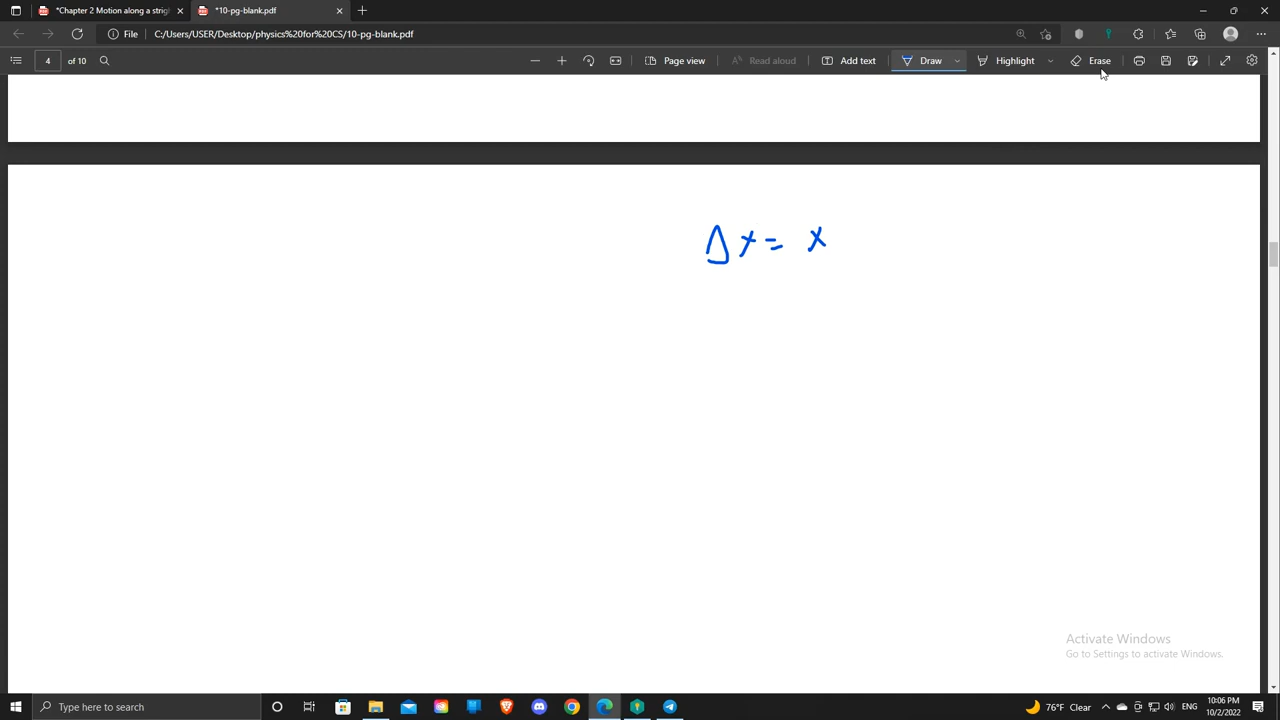 *Chapter 2 Motion along a strigh
*10-pg-blank.pdf
File
C:/Users/USER/Desktop/physics%20for%20CS/10-pg-blank.pdf
4 of 10
Page view
Read aloud
Add text
Draw
Highlight
Erase
Δx = x
Activate Windows
Go to Settings to activate Windows.
Type here to search
76°F Clear
ENG
10:06 PM
10/2/2022